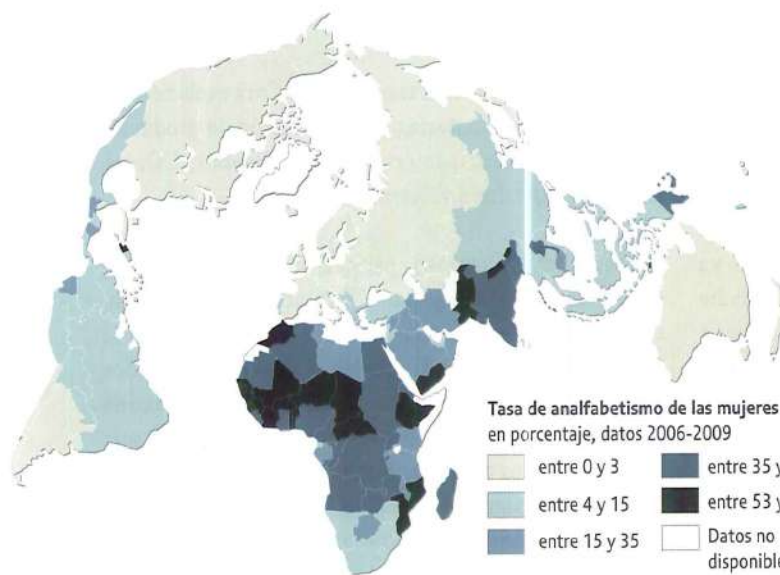 Tasa de analfabetismo de las mujeres
en porcentaje, datos 2006-2009
entre 0 y 3
entre 4 y 15
entre 15 y 35
entre 35 y
entre 53 y
Datos no
disponible